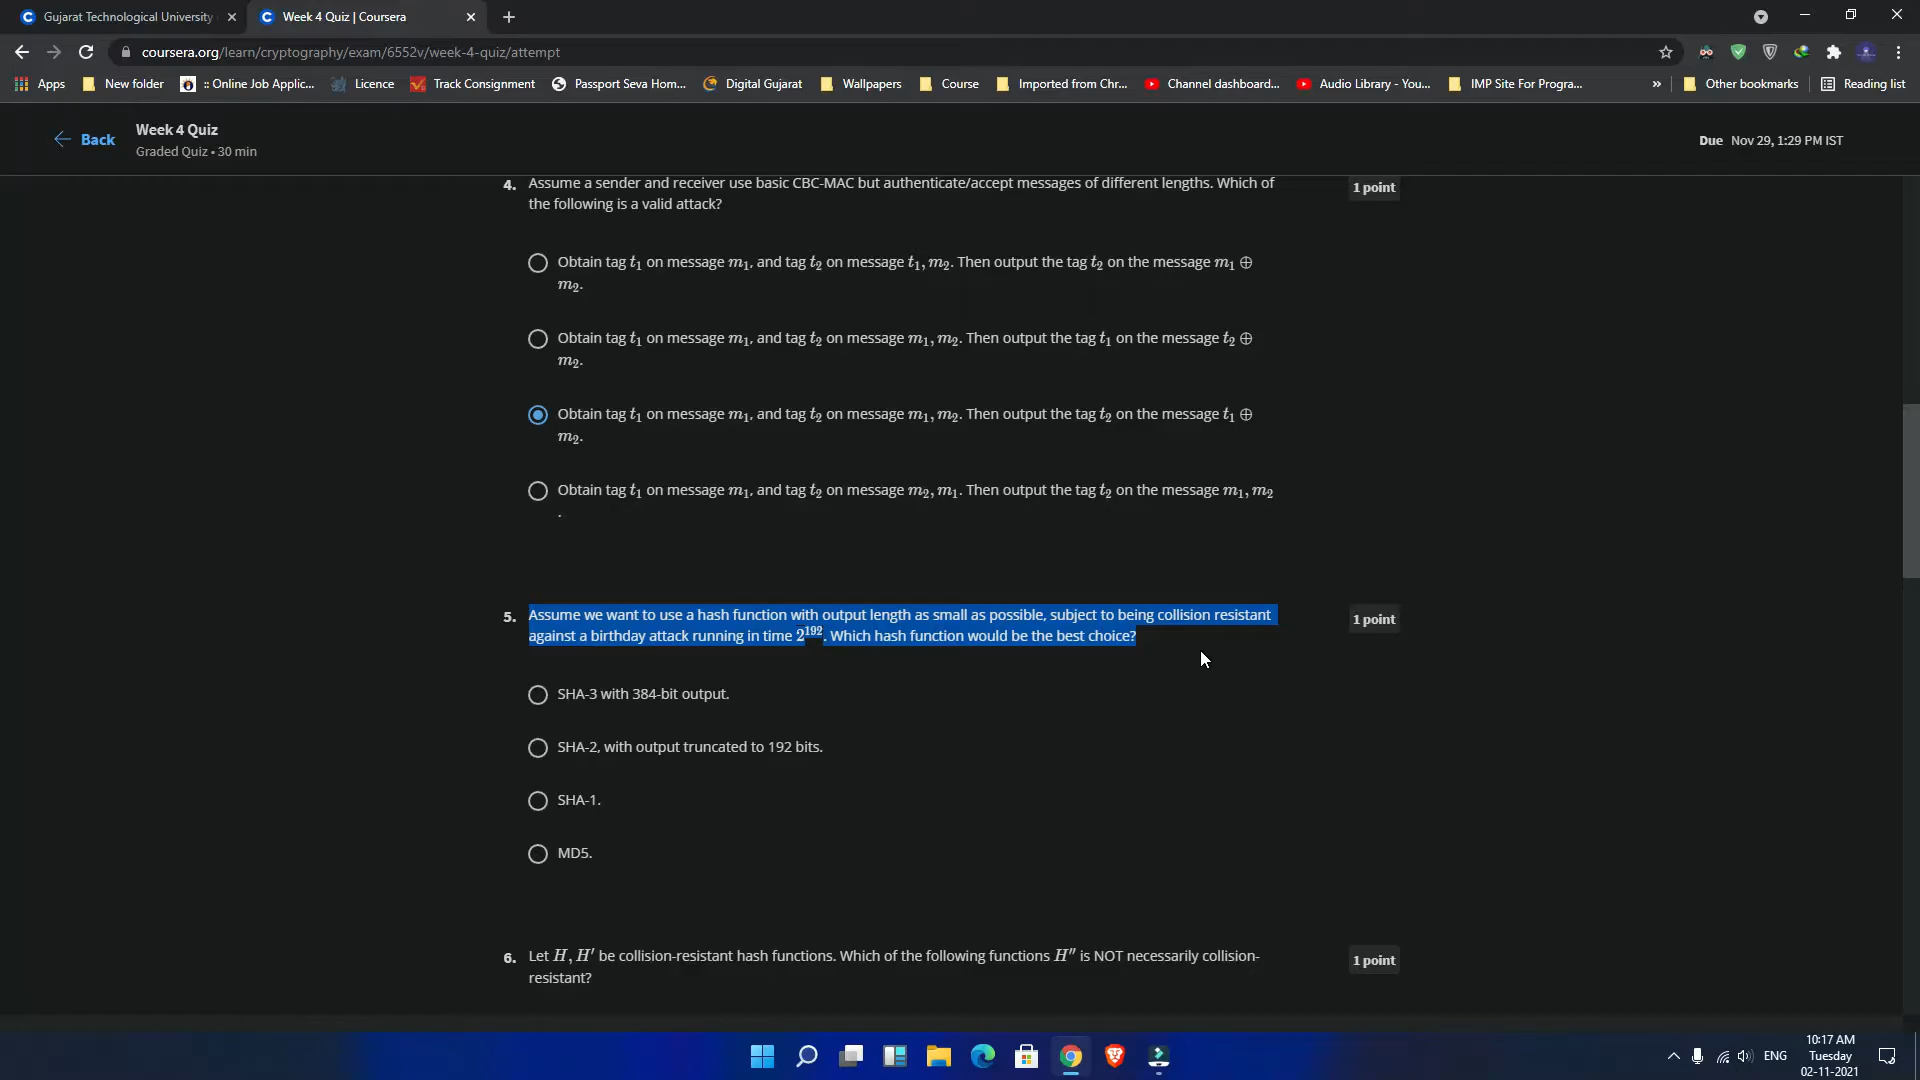 Gujarat Technological University
Week 4 Quiz | Coursera
coursera.org/learn/cryptography/exam/6552v/week-4-quiz/attempt
Apps
New folder
:: Online Job Applic...
Licence
Track Consignment
Passport Seva Hom...
Digital Gujarat
Wallpapers
Course
Imported from Chr...
Channel dashboard...
Audio Library - You...
IMP Site For Progra...
»
Other bookmarks
Reading list
Back
Week 4 Quiz
Graded Quiz • 30 min
Due Nov 29, 1:29 PM IST
4. Assume a sender and receiver use basic CBC-MAC but authenticate/accept messages of different lengths. Which of
the following is a valid attack?
1 point
Obtain tag t₁ on message m₁, and tag t₂ on message t₁, m₂. Then output the tag t₂ on the message m₁ ⊕
m₂.
Obtain tag t₁ on message m₁, and tag t₂ on message m₁, m₂. Then output the tag t₁ on the message t₂ ⊕
m₂.
Obtain tag t₁ on message m₁, and tag t₂ on message m₁, m₂. Then output the tag t₂ on the message t₁ ⊕
m₂.
Obtain tag t₁ on message m₁, and tag t₂ on message m₂, m₁. Then output the tag t₂ on the message m₁, m₂
.
5. Assume we want to use a hash function with output length as small as possible, subject to being collision resistant
against a birthday attack running in time 2¹⁹². Which hash function would be the best choice?
1 point
SHA-3 with 384-bit output.
SHA-2, with output truncated to 192 bits.
SHA-1.
MD5.
6. Let H, H′ be collision-resistant hash functions. Which of the following functions H″ is NOT necessarily collision-
resistant?
1 point
ENG
10:17 AM
Tuesday
02-11-2021